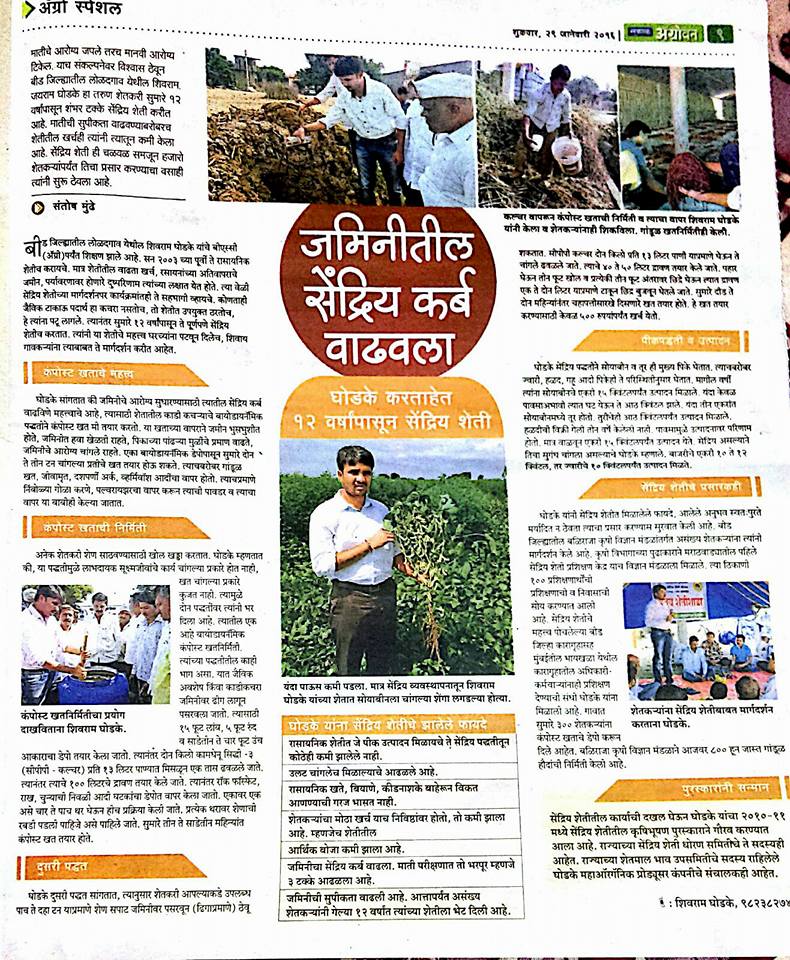 अॅग्रो स्पेशल
शुक्रवार, २९ जानेवारी २०१६
अॅग्रोवन
९
मातीचे आरोग्य जपले तरच मानवी आरोग्य
टिकेल. याच संकल्पनेवर विश्वास ठेवून
बीड जिल्ह्यातील लोळदगाव येथील शिवराम
जयराम घोडके हा तरुण शेतकरी सुमारे १२
वर्षांपासून शंभर टक्के सेंद्रिय शेती करीत
आहे. मातीची सुपीकता वाढवण्याबरोबरच
शेतीतील खर्चही त्यांनी त्यातून कमी केला
आहे. सेंद्रिय शेती ही चळवळ समजून हजारो
शेतकऱ्यांपर्यंत तिचा प्रसार करण्याचा वसाही
त्यांनी सुरू ठेवला आहे.
संतोष मुंढे
बीड जिल्ह्यातील लोळदगाव येथील शिवराम घोडके यांचे बीएस्सी
(अॅग्री)पर्यंत शिक्षण झाले आहे. सन २००३ च्या पूर्वी ते रासायनिक
शेतीच करायचे. मात्र शेतीतील वाढता खर्च, रसायनांच्या अतिवापराचे
जमीन, पर्यावरणावर होणारे दुष्परिणाम त्यांच्या लक्षात येत होते. त्या वेळी
सेंद्रिय शेतीच्या मार्गदर्शनपर कार्यक्रमांतही ते सहभागी व्हायचे. कोणताही
जैविक टाकाऊ पदार्थ हा कचरा नसतोच, तो शेतीत उपयुक्त ठरतोच,
हे त्यांना पटू लागले. त्यानंतर सुमारे १२ वर्षांपासून ते पूर्णपणे सेंद्रिय
शेतीच करतात. त्यांनी या शेतीचे महत्त्व घरच्यांना पटवून दिलेच, शिवाय
गावकऱ्यांना त्याबाबत ते मार्गदर्शन करीत आहेत.
कंपोस्ट खताचे महत्त्व
घोडके सांगतात की जमिनीचे आरोग्य सुधारण्यासाठी त्यातील सेंद्रिय कर्ब
वाढविणे महत्त्वाचे आहे, त्यासाठी शेतातील काडी कचऱ्याचे बायोडायनॅमिक
पद्धतीने कंपोस्ट खत मी तयार करतो. या खताच्या वापराने जमीन भुसभुशीत
होते, जमिनीत हवा खेळती राहते, पिकाच्या पांढऱ्या मुळीचे प्रमाण वाढते,
जमिनीचे आरोग्य चांगले राहते. एका बायोडायनॅमिक डेपोपासून सुमारे दोन
ते तीन टन चांगल्या प्रतीचे खत तयार होऊ शकते. त्याचबरोबर गांडूळ
खत, जीवामृत, दशपर्णी अर्क, व्हर्मिवॉश आदींचा वापर होतो. त्याचप्रमाणे
निंबोळ्या गोळा करणे, पल्वरायझरचा वापर करून त्याची पावडर व त्याचा
वापर या बाबीही केल्या जातात.
कंपोस्ट खताची निर्मिती
अनेक शेतकरी शेण साठवण्यासाठी खोल खड्डा करतात. घोडके म्हणतात
की, या पद्धतीमुळे लाभदायक सूक्ष्मजीवांचे कार्य चांगल्या प्रकारे होत नाही,
खत चांगल्या प्रकारे
कुजत नाही. त्यामुळे
दोन पद्धतींवर त्यांनी भर
दिला आहे. त्यातील एक
आहे बायोडायनॅमिक
कंपोस्टनिर्मिती.
त्यांच्या पद्धतीतील काही
भाग असा. यात जैविक
अवशेष किंवा काडीकचरा
जमिनीवर ढीग लावून
पसरवला जातो. त्यासाठी
१५ फूट लांब, ५ फूट रुंद
व साडेतीन ते चार फूट उंच
कंपोस्टखतनिर्मितीचा प्रयोग
दाखविताना शिवराम घोडके.
आकाराचा डेपो तयार केला जातो. त्यानंतर दोन किलो कामधेनू सिद्धी -३
(सीपीपी - कल्चर) प्रति १३ लिटर पाण्यात मिसळून एक तास ढवळले जाते.
त्यानंतर त्याचे १०० लिटरचे द्रावण तयार केले जाते. त्यानंतर रॉक फॉस्फेट,
राख, चुन्याची निवळी आदी घटकांचा डेपोत वापर केला जातो. एकावर एक
असे चार ते पाच थर घेऊन हीच प्रक्रिया केली जाते. प्रत्येक थरावर शेणाची
रबडी पडली पाहिजे असे पाहिले जाते. सुमारे तीन ते साडेतीन महिन्यांत
कंपोस्ट खत तयार होते.
दुसरी पद्धत
घोडके दुसरी पद्धत सांगतात, त्यानुसार शेतकरी आपल्याकडे उपलब्ध
पाच ते दहा टन याप्रमाणे शेण सपाट जमिनीवर पसरवून (ढिगाप्रमाणे) ठेवू
जमिनीतील
सेंद्रिय कर्ब
वाढवला
घोडके करताहेत
१२ वर्षांपासून सेंद्रिय शेती
यंदा पाऊस कमी पडला. मात्र सेंद्रिय व्यवस्थापनातून शिवराम
घोडके यांच्या शेतात सोयाबीनला चांगल्या शेंगा लगडल्या होत्या.
घोडके यांना सेंद्रिय शेतीचे झालेले फायदे
रासायनिक शेतीत जे पीक उत्पादन मिळायचे ते सेंद्रिय पद्धतीतून
कोठेही कमी झालेले नाही.
उलट चांगलेच मिळाल्याचे आढळले आहे.
रासायनिक खते, बियाणे, कीडनाशके बाहेरून विकत
आणण्याची गरज भासत नाही.
शेतकऱ्यांचा मोठा खर्च याच निविष्ठांवर होतो, तो कमी झाला
आहे. म्हणजेच शेतीतील
आर्थिक बोजा कमी झाला आहे.
जमिनीचा सेंद्रिय कर्ब वाढला. माती परीक्षणात तो भरपूर म्हणजे
३ टक्के आढळला आहे.
जमिनीची सुपीकता वाढली आहे. आत्तापर्यंत असंख्य
शेतकऱ्यांनी गेल्या १२ वर्षांत त्यांच्या शेतीला भेट दिली आहे.
कल्चर वापरून कंपोस्ट खताची निर्मिती व त्याचा वापर शिवराम घोडके
यांनी केला व शेतकऱ्यांनाही शिकविला. गांडूळ खतनिर्मितीही केली.
शकतात. सीपीपी कल्चर दोन किलो प्रति १३ लिटर पाणी याप्रमाणे घेऊन ते
चांगले ढवळले जाते. त्याचे ४० ते ५० लिटर द्रावण तयार केले जाते. पहार
घेऊन तीन फूट खोल व प्रत्येकी तीन फूट अंतरावर छिद्रे घेऊन त्यात द्रावण
एक ते दोन लिटर याप्रमाणे टाकून छिद्र बुजवून घेतले जाते. सुमारे दीड ते
दोन महिन्यांनंतर चहापत्तीसारखे दिसणारे खत तयार होते. हे खत तयार
करण्यासाठी केवळ ५०० रुपयांपर्यंत खर्च येतो.
पीकपद्धती व उत्पादन
घोडके सेंद्रिय पद्धतीने सोयाबीन व तूर ही मुख्य पिके घेतात. त्याचबरोबर
ज्वारी, हळद, गहू आदी पिकेही ते परिस्थितीनुसार घेतात. मागील वर्षी
त्यांना सोयाबीनचे एकरी १५ क्विंटलपर्यंत उत्पादन मिळाले. यंदा केवळ
पावसाअभावी त्यात घट येऊन ते आठ क्विंटल झाले. यंदा तीन एकरांत
सोयाबीनमध्ये तूर होती. तुरीचेही आठ क्विंटलपर्यंत उत्पादन मिळाले.
हळदीची विक्री गेली तीन वर्षे केलेली नाही. पावसामुळे उत्पादनावर परिणाम
होतो. मात्र वाळवून एकरी १५ क्विंटलपर्यंत उत्पादन येते. सेंद्रिय असल्याने
तिचा सुगंध चांगला असल्याचे घोडके म्हणाले. बाजरीचे एकरी १० ते १२
क्विंटल, तर ज्वारीचे १० क्विंटलपर्यंत उत्पादन मिळते.
सेंद्रिय शेतीचे प्रसारकही
घोडके यांनी सेंद्रिय शेतीत मिळालेले फायदे, आलेले अनुभव स्वतःपुरते
मर्यादित न ठेवता त्याचा प्रसार करण्यास सुरवात केली आहे. बीड
जिल्ह्यातील बळिराजा कृषी विज्ञान मंडळांतर्गत असंख्य शेतकऱ्यांना त्यांनी
मार्गदर्शन केले आहे. कृषी विभागाच्या पुढाकाराने मराठवाड्यातील पहिले
सेंद्रिय शेती प्रशिक्षण केंद्र याच विज्ञान मंडळाला मिळाले. त्या ठिकाणी
१०० प्रशिक्षणार्थींची
प्रशिक्षणाची व निवासाची
सोय करण्यात आली
आहे. सेंद्रिय शेतीचे
महत्त्व पोचलेल्या बीड
जिल्हा कारागृहासह
मुंबईतील भायखळा येथील
कारागृहातील अधिकारी-
कर्मचाऱ्यांनाही प्रशिक्षण
देण्याची संधी घोडके यांना
मिळाली आहे. गावात
सुमारे ३०० शेतकऱ्यांना
कंपोस्ट खताचे डेपो करून
शेतकऱ्यांना सेंद्रिय शेतीबाबत मार्गदर्शन
करताना घोडके.
दिले आहेत. बळिराजा कृषी विज्ञान मंडळाने आजवर ८०० हून जास्त गांडूळ
हौदांची निर्मिती केली आहे.
पुरस्कारांनी सन्मान
सेंद्रिय शेतीतील कार्याची दखल घेऊन घोडके यांचा २०१०-११
मध्ये सेंद्रिय शेतीतील कृषिभूषण पुरस्काराने गौरव करण्यात
आला आहे. राज्याच्या सेंद्रिय शेती धोरण समितीचे ते सदस्यही
आहेत. राज्याच्या शेतमाल भाव उपसमितीचे सदस्य राहिलेले
घोडके महाऑरगॅनिक प्रोड्यूसर कंपनीचे संचालकही आहेत.
: शिवराम घोडके, ९८२३८२७४